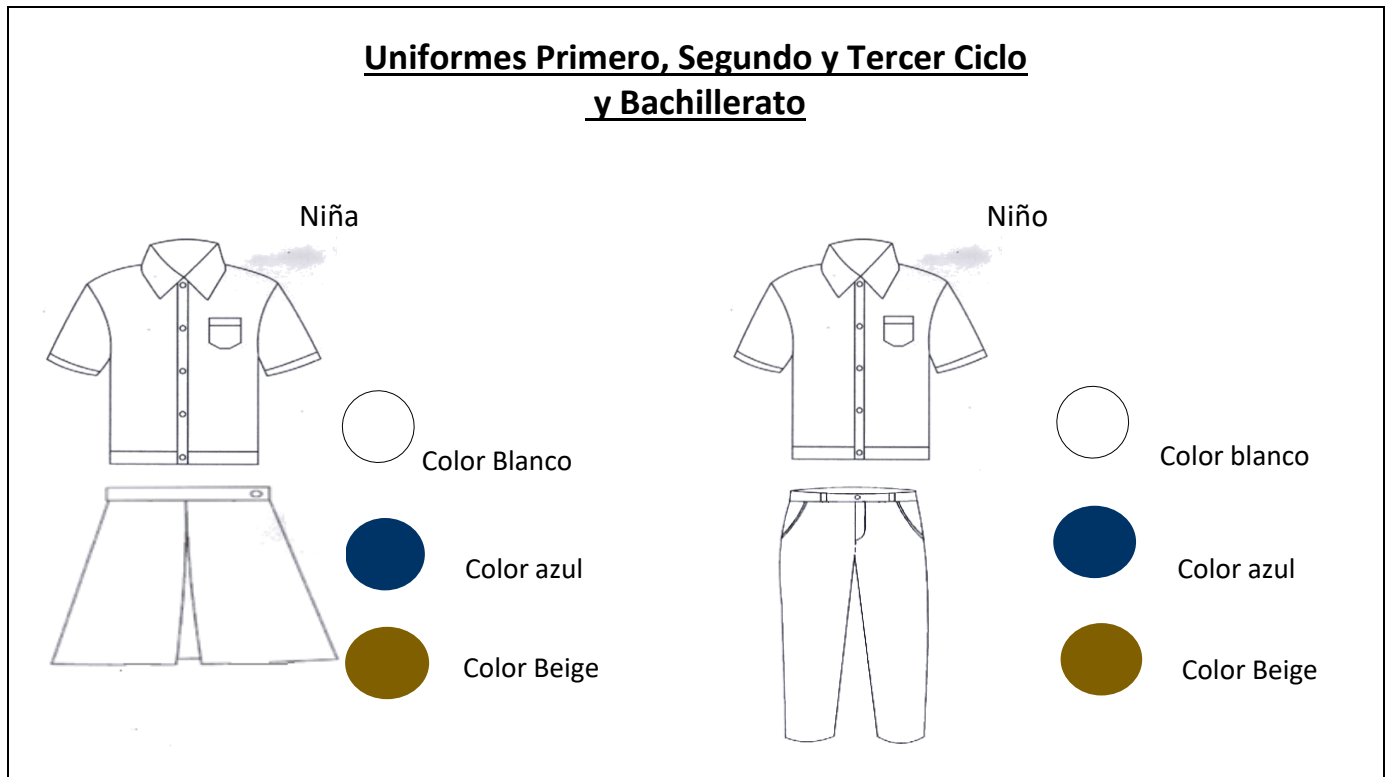 Uniformes Primero, Segundo y Tercer Ciclo
y Bachillerato
Niña
Niño
Color Blanco
Color blanco
Color azul
Color azul
Color Beige
Color Beige